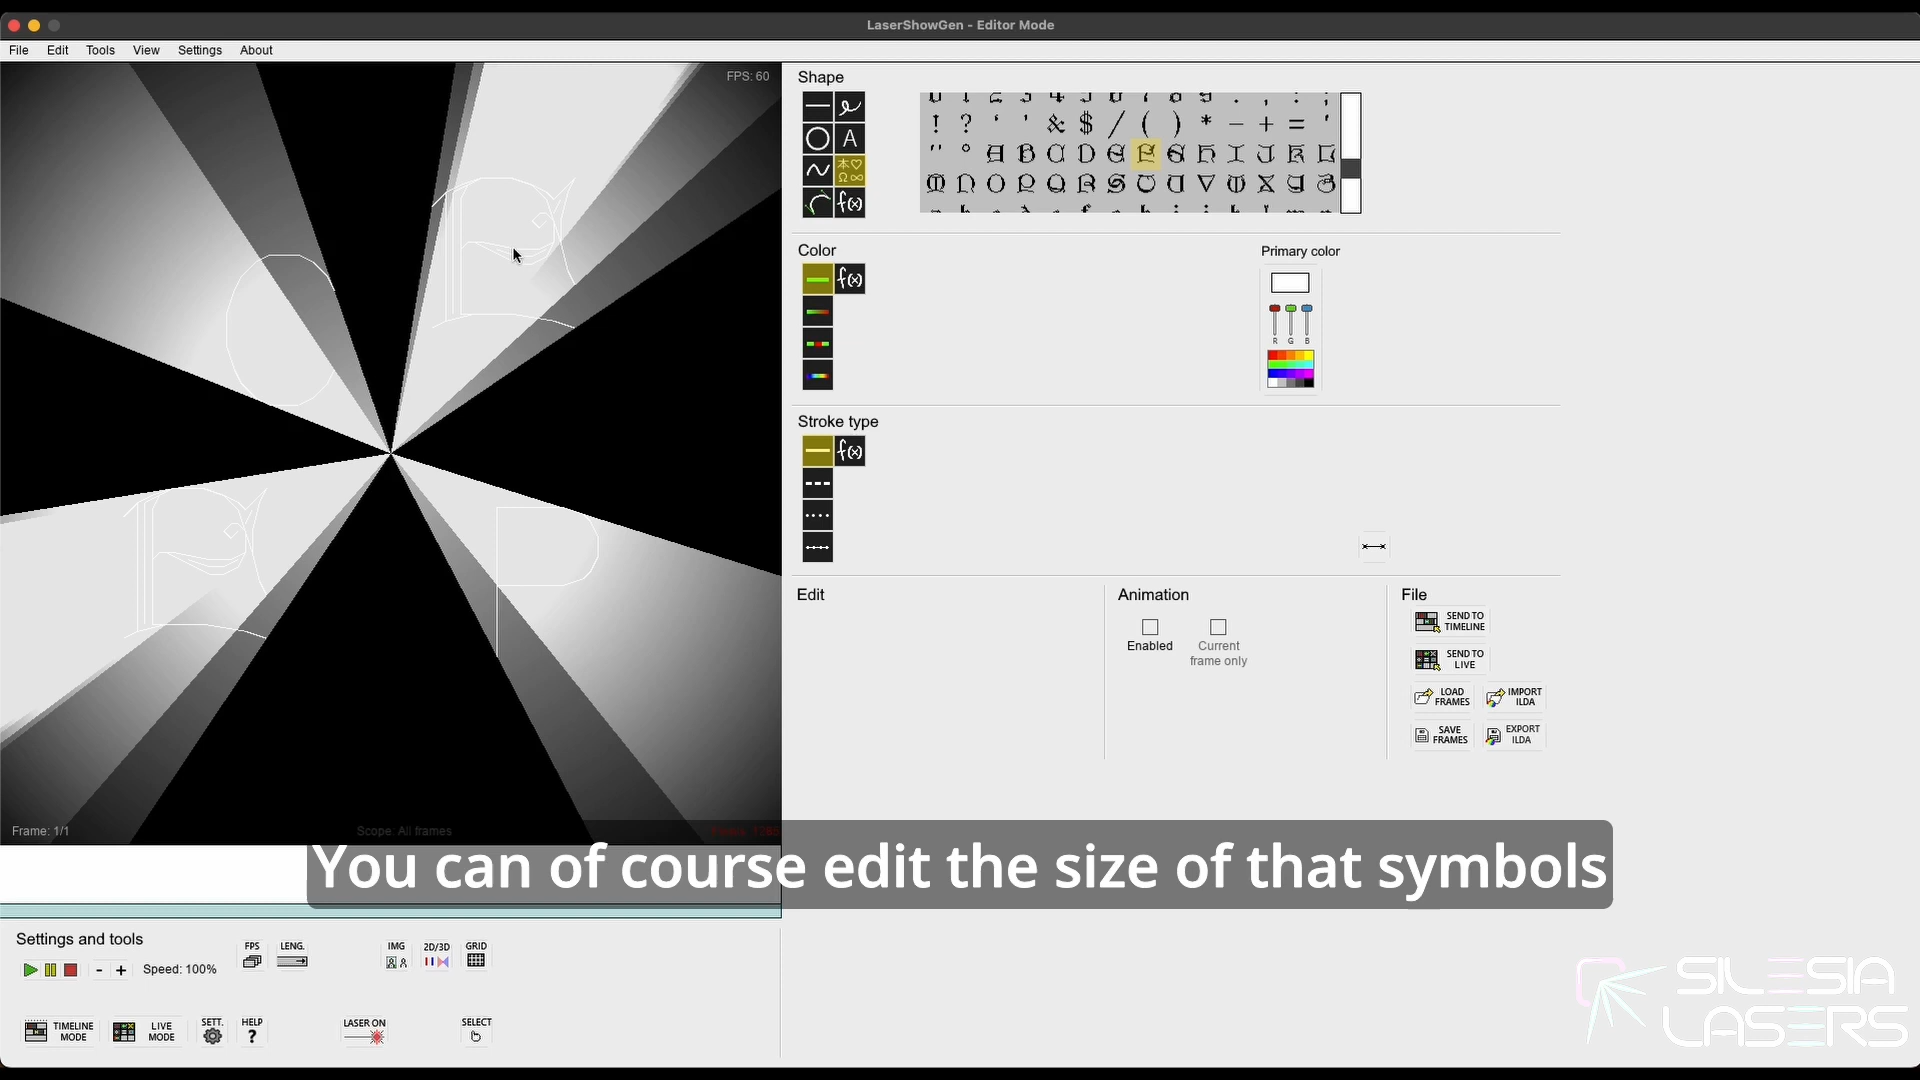 LaserShowGen - Editor Mode
File Edit Tools View Settings About
FPS: 60
Shape
A
f(x)
! ? ‘ ' & $ / ( ) * – + = '
" ° A B C D E F G H I J K L
M N O P Q R S T U V W X Y Z
Color
f(x)
Primary color
R G B
Stroke type
f(x)
Edit
Animation
Enabled
Current
frame only
File
SEND TO
TIMELINE
SEND TO
LIVE
LOAD
FRAMES
IMPORT
ILDA
SAVE
FRAMES
EXPORT
ILDA
Frame: 1/1
Scope: All frames
You can of course edit the size of that symbols
Settings and tools
- + Speed: 100%
FPS
LENG.
IMG
2D/3D
GRID
TIMELINE
MODE
LIVE
MODE
SETT.
HELP
?
LASER ON
SELECT
SILESIA
LASERS